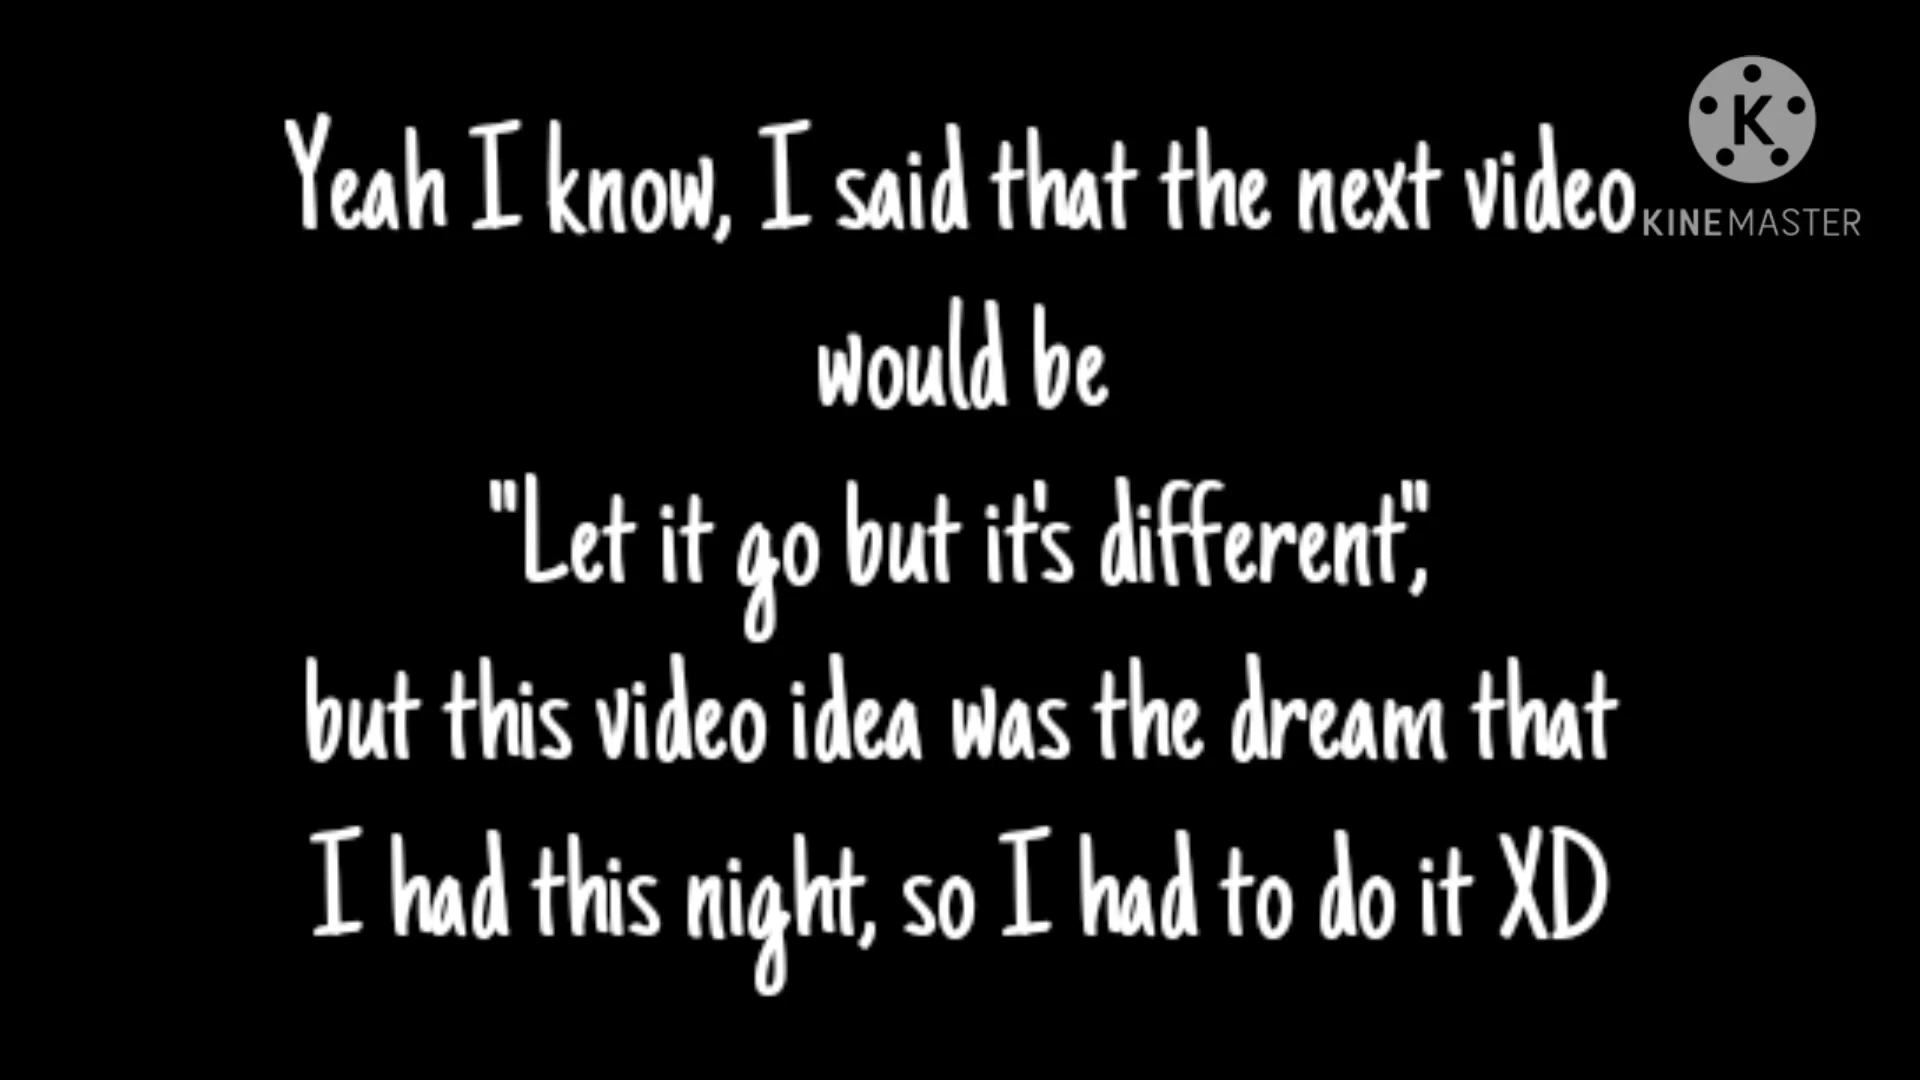 Yeah I know, I said that the next video
would be
"Let it go but it's different",
but this video idea was the dream that
I had this night, so I had to do it XD
K
KINEMASTER